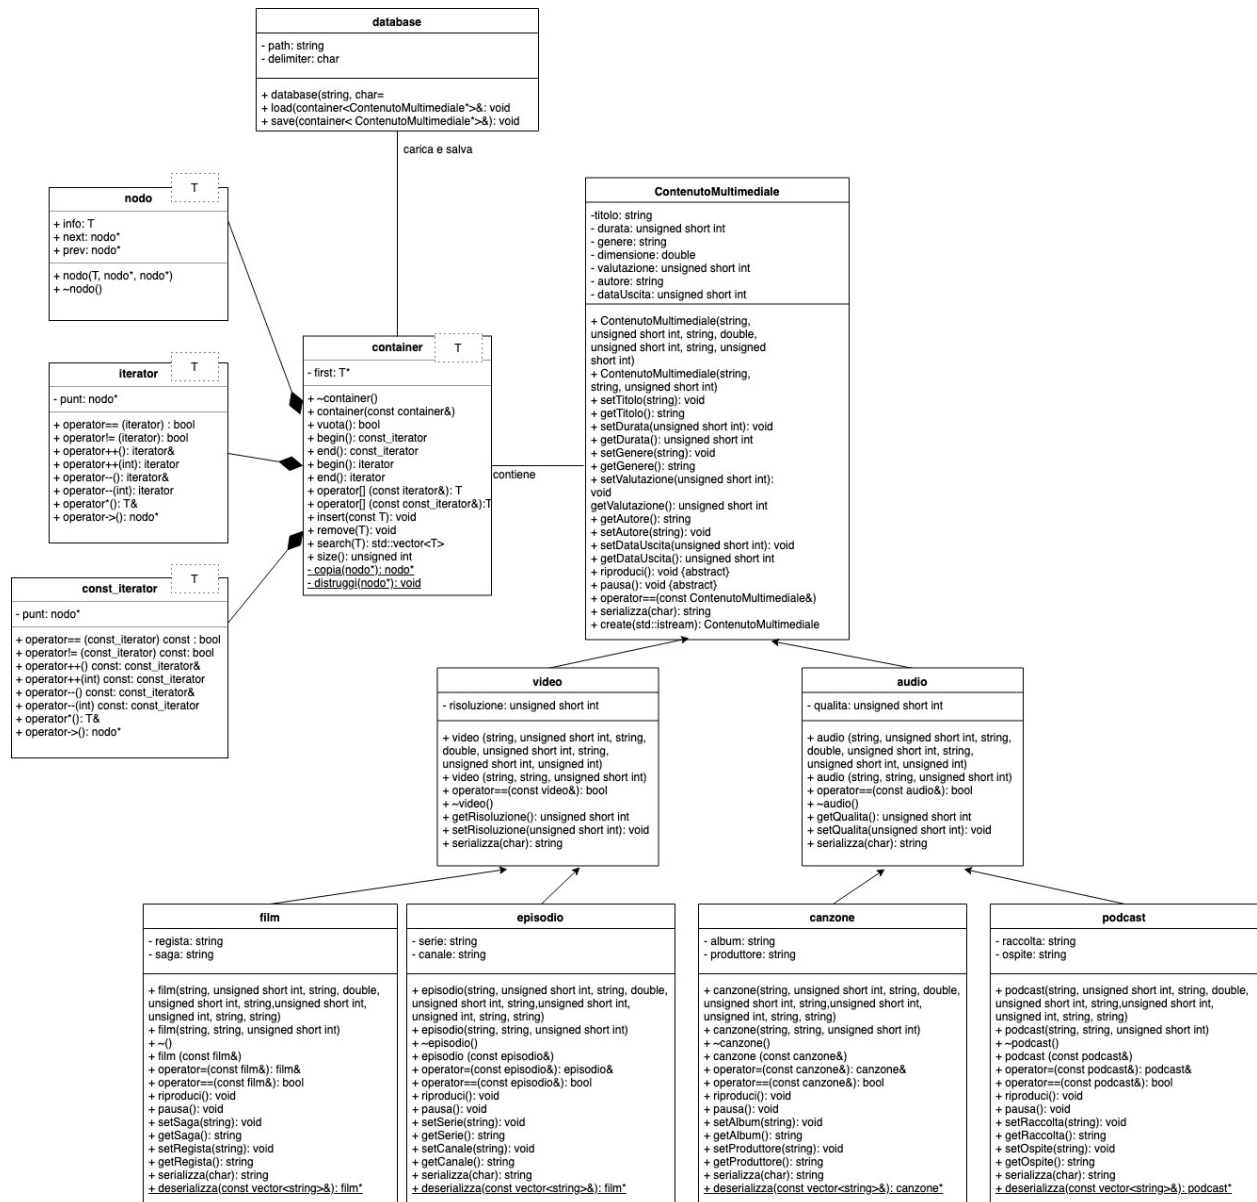 database
- path: string
- delimiter: char
+ database(string, char=
+ load(container<ContenutoMultimediale*>&: void
+ save(container< ContenutoMultimediale*>&): void
carica e salva
T
nodo
+ info: T
+ next: nodo*
+ prev: nodo*
+ nodo(T, nodo*, nodo*)
+ ~nodo()
T
iterator
- punt: nodo*
+ operator== (iterator) : bool
+ operator!= (iterator): bool
+ operator++(): iterator&
+ operator++(int): iterator
+ operator--(): iterator&
+ operator--(int): iterator
+ operator*(): T&
+ operator->(): nodo*
T
const_iterator
- punt: nodo*
+ operator== (const_iterator) const : bool
+ operator!= (const_iterator) const: bool
+ operator++() const: const_iterator&
+ operator++(int) const: const_iterator
+ operator--() const: const_iterator&
+ operator--(int) const: const_iterator
+ operator*(): T&
+ operator->(): nodo*
container
T
- first: T*
+ ~container()
+ container(const container&)
+ vuota(): bool
+ begin(): const_iterator
+ end(): const_iterator
+ begin(): iterator
+ end(): iterator
+ operator[] (const iterator&): T
+ operator[] (const const_iterator&):T
+ insert(const T): void
+ remove(T): void
+ search(T): std::vector<T>
+ size(): unsigned int
- copia(nodo*): nodo*
- distruggi(nodo*): void
contiene
ContenutoMultimediale
-titolo: string
- durata: unsigned short int
- genere: string
- dimensione: double
- valutazione: unsigned short int
- autore: string
- dataUscita: unsigned short int
+ ContenutoMultimediale(string,
unsigned short int, string, double,
unsigned short int, string, unsigned
short int)
+ ContenutoMultimediale(string,
string, unsigned short int)
+ setTitolo(string): void
+ getTitolo(): string
+ setDurata(unsigned short int): void
+ getDurata(): unsigned short int
+ setGenere(string): void
+ getGenere(): string
+ setValutazione(unsigned short int):
void
getValutazione(): unsigned short int
+ getAutore(): string
+ setAutore(string): void
+ setDataUscita(unsigned short int): void
+ getDataUscita(): unsigned short int
+ riproduci(): void {abstract}
+ pausa(): void {abstract}
+ operator==(const ContenutoMultimediale&)
+ serializza(char): string
+ create(std::istream): ContenutoMultimediale
video
- risoluzione: unsigned short int
+ video (string, unsigned short int, string,
double, unsigned short int, string,
unsigned short int, unsigned int)
+ video (string, string, unsigned short int)
+ operator==(const video&): bool
+ ~video()
+ getRisoluzione(): unsigned short int
+ setRisoluzione(unsigned short int): void
+ serializza(char): string
audio
- qualita: unsigned short int
+ audio (string, unsigned short int, string,
double, unsigned short int, string,
unsigned short int, unsigned int)
+ audio (string, string, unsigned short int)
+ operator==(const audio&): bool
+ ~audio()
+ getQualita(): unsigned short int
+ setQualita(unsigned short int): void
+ serializza(char): string
film
- regista: string
- saga: string
+ film(string, unsigned short int, string, double,
unsigned short int, string,unsigned short int,
unsigned int, string, string)
+ film(string, string, unsigned short int)
+ ~()
+ film (const film&)
+ operator=(const film&): film&
+ operator==(const film&): bool
+ riproduci(): void
+ pausa(): void
+ setSaga(string): void
+ getSaga(): string
+ setRegista(string): void
+ getRegista(): string
+ serializza(char): string
+ deserializza(const vector<string>&): film*
episodio
- serie: string
- canale: string
+ episodio(string, unsigned short int, string, double,
unsigned short int, string,unsigned short int,
unsigned int, string, string)
+ episodio(string, string, unsigned short int)
+ ~episodio()
+ episodio (const episodio&)
+ operator=(const episodio&): episodio&
+ operator==(const episodio&): bool
+ riproduci(): void
+ pausa(): void
+ setSerie(string): void
+ getSerie(): string
+ setCanale(string): void
+ getCanale(): string
+ serializza(char): string
+ deserializza(const vector<string>&): film*
canzone
- album: string
- produttore: string
+ canzone(string, unsigned short int, string, double,
unsigned short int, string,unsigned short int,
unsigned int, string, string)
+ canzone(string, string, unsigned short int)
+ ~canzone()
+ canzone (const canzone&)
+ operator=(const canzone&): canzone&
+ operator==(const canzone&): bool
+ riproduci(): void
+ pausa(): void
+ setAlbum(string): void
+ getAlbum(): string
+ setProduttore(string): void
+ getProduttore(): string
+ serializza(char): string
+ deserializza(const vector<string>&): canzone*
podcast
- raccolta: string
- ospite: string
+ podcast(string, unsigned short int, string, double,
unsigned short int, string,unsigned short int,
unsigned int, string, string)
+ podcast(string, string, unsigned short int)
+ ~podcast()
+ podcast (const podcast&)
+ operator=(const podcast&): podcast&
+ operator==(const podcast&): bool
+ riproduci(): void
+ pausa(): void
+ setRaccolta(string): void
+ getRaccolta(): string
+ setOspite(string): void
+ getOspite(): string
+ serializza(char): string
+ deserializza(const vector<string>&): podcast*